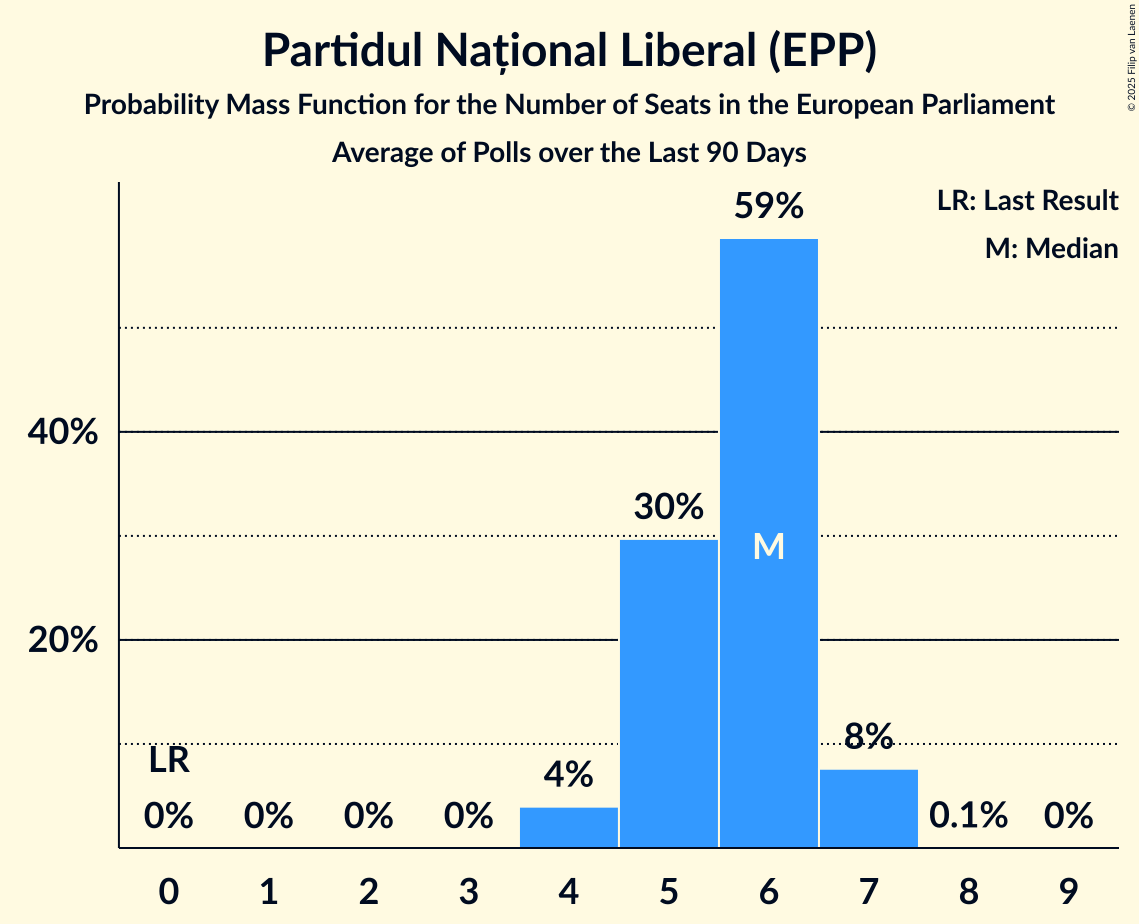 Partidul Național Liberal (EPP)
Probability Mass Function for the Number of Seats in the European Parliament
Average of Polls over the Last 90 Days
© 2025 Filip van Laenen
LR: Last Result
M: Median
59%
40%
30%
M
20%
LR
8%
4%
0% 0% 0% 0% 0.1% 0%
0 1 2 3 4 5 6 7 8 9